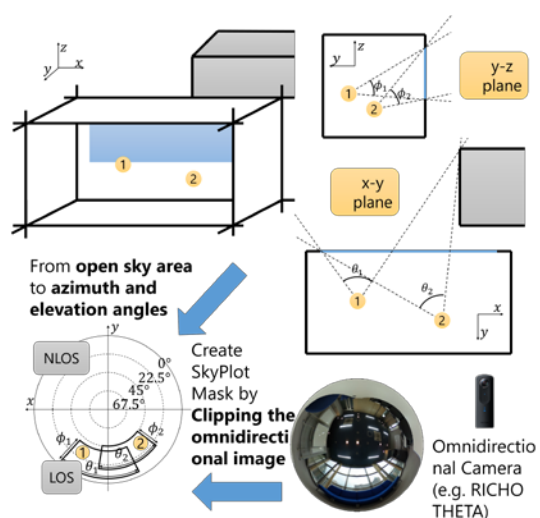 z
y
x
1
2
y
z
1
2
ϕ1
ϕ2
y-z
plane
x-y
plane
θ1
θ2
1
2
x
y
From open sky area
to azimuth and
elevation angles
y
NLOS
0°
22.5°
45°
67.5°
x
ϕ1
ϕ2
1
2
θ1
θ2
LOS
Create
SkyPlot
Mask by
Clipping the
omnidirecti
onal image
Omnidirectio
nal Camera
(e.g. RICHO
THETA)